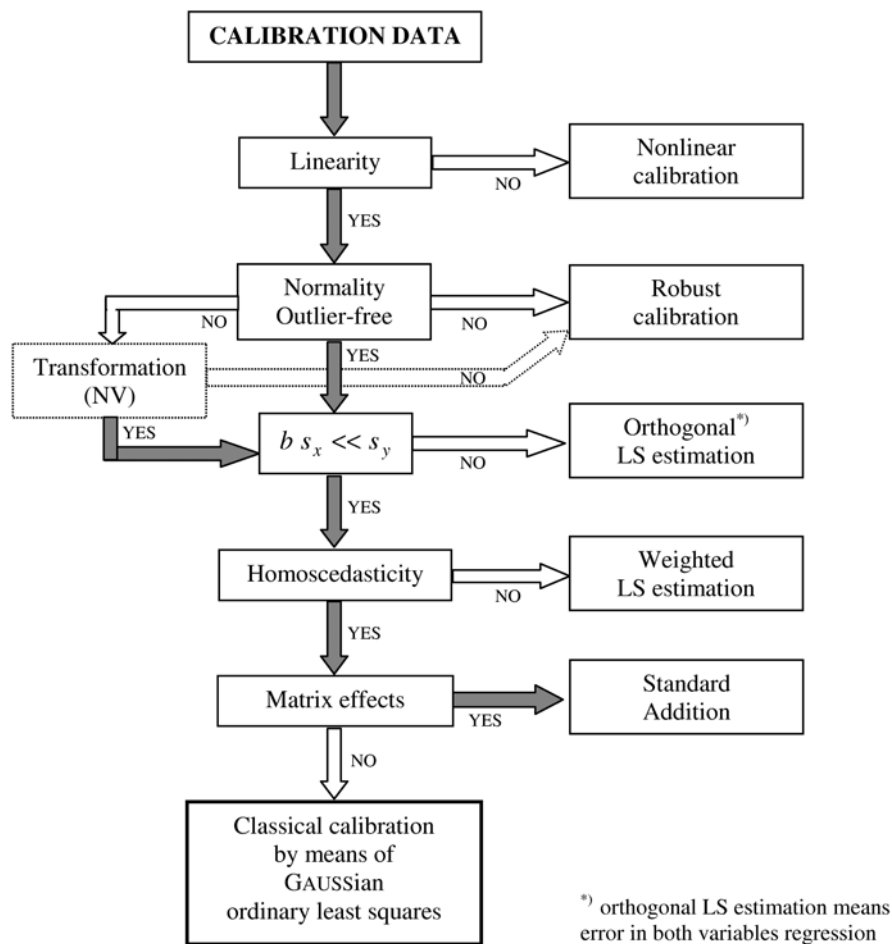 CALIBRATION DATA
Linearity
NO
Nonlinear
calibration
YES
Normality
Outlier-free
NO
NO
Robust
calibration
Transformation
(NV)
YES
NO
YES
b s_x << s_y
NO
Orthogonal*)
LS estimation
YES
Homoscedasticity
NO
Weighted
LS estimation
YES
Matrix effects
YES
Standard
Addition
NO
Classical calibration
by means of
GAUSSian
ordinary least squares
*) orthogonal LS estimation means
error in both variables regression